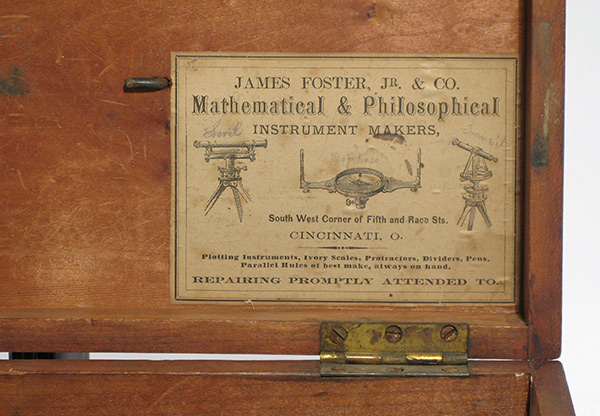 JAMES FOSTER, JR. & CO.
Mathematical & Philosophical
INSTRUMENT MAKERS,
Level
South West Corner of Fifth and Race Sts.
CINCINNATI, O.
Plotting Instruments, Ivory Scales, Protractors, Dividers, Pens,
Parallel Rules of best make, always on hand.
REPAIRING PROMPTLY ATTENDED TO.